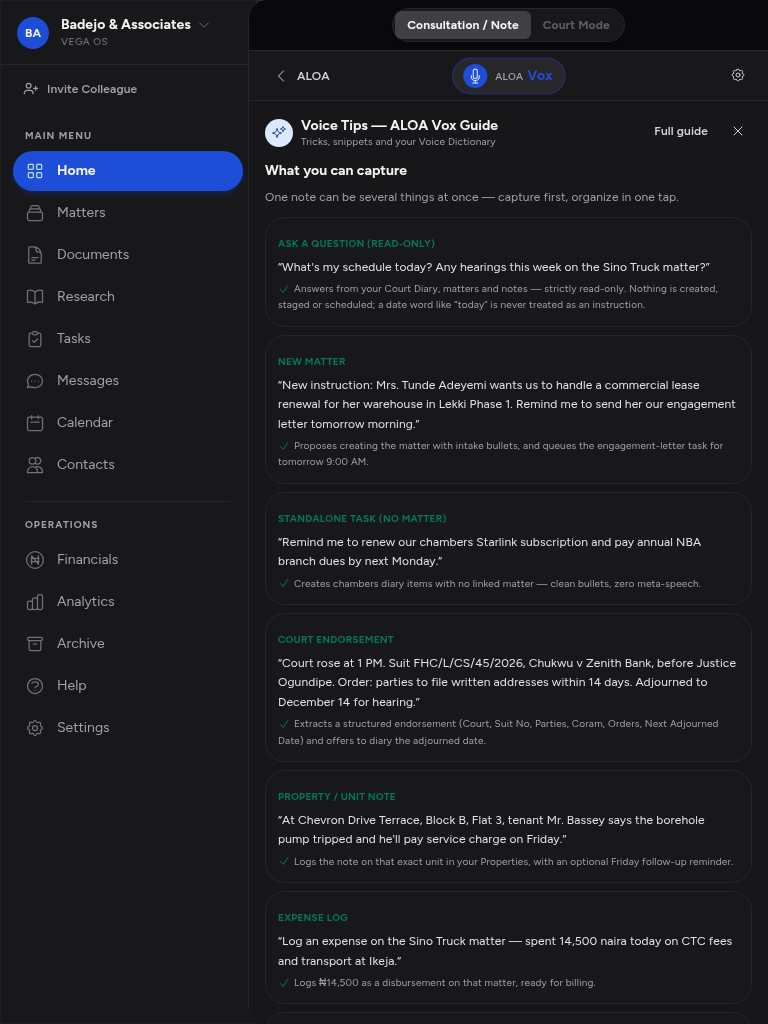 BA
Badejo & Associates
VEGA OS
Invite Colleague
MAIN MENU
Home
Matters
Documents
Research
Tasks
Messages
Calendar
Contacts
OPERATIONS
Financials
Analytics
Archive
Help
Settings
Consultation / Note
Court Mode
ALOA
ALOA Vox
Voice Tips — ALOA Vox Guide
Tricks, snippets and your Voice Dictionary
Full guide
What you can capture
One note can be several things at once — capture first, organize in one tap.
ASK A QUESTION (READ-ONLY)
“What's my schedule today? Any hearings this week on the Sino Truck matter?”
Answers from your Court Diary, matters and notes — strictly read-only. Nothing is created,
staged or scheduled; a date word like “today” is never treated as an instruction.
NEW MATTER
“New instruction: Mrs. Tunde Adeyemi wants us to handle a commercial lease
renewal for her warehouse in Lekki Phase 1. Remind me to send her our engagement
letter tomorrow morning.”
Proposes creating the matter with intake bullets, and queues the engagement-letter task for
tomorrow 9:00 AM.
STANDALONE TASK (NO MATTER)
“Remind me to renew our chambers Starlink subscription and pay annual NBA
branch dues by next Monday.”
Creates chambers diary items with no linked matter — clean bullets, zero meta-speech.
COURT ENDORSEMENT
“Court rose at 1 PM. Suit FHC/L/CS/45/2026, Chukwu v Zenith Bank, before Justice
Ogundipe. Order: parties to file written addresses within 14 days. Adjourned to
December 14 for hearing.”
Extracts a structured endorsement (Court, Suit No, Parties, Coram, Orders, Next Adjourned
Date) and offers to diary the adjourned date.
PROPERTY / UNIT NOTE
“At Chevron Drive Terrace, Block B, Flat 3, tenant Mr. Bassey says the borehole
pump tripped and he'll pay service charge on Friday.”
Logs the note on that exact unit in your Properties, with an optional Friday follow-up reminder.
EXPENSE LOG
“Log an expense on the Sino Truck matter — spent 14,500 naira today on CTC fees
and transport at Ikeja.”
Logs ₦14,500 as a disbursement on that matter, ready for billing.